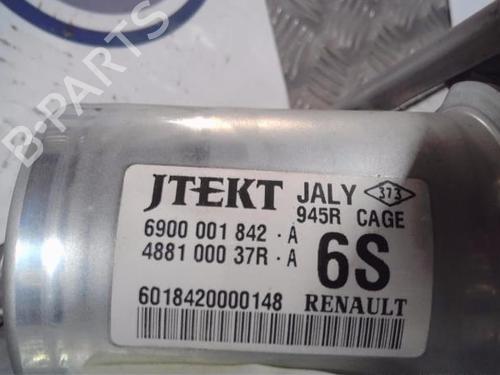 B-PARTS
JTEKT JALY 373
945R CAGE
6900 001 842 · A
4881 000 37R · A
6S
6018420000148 RENAULT